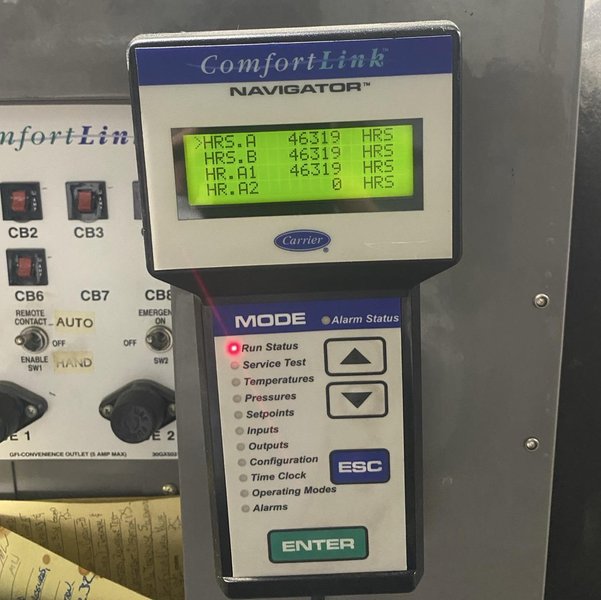 ComfortLink™
NAVIGATOR™
>HRS.A 46319 HRS
HRS.B 46319 HRS
HR.A1 46319 HRS
HR.A2 0 HRS
Carrier
MODE
Alarm Status
Run Status
Service Test
Temperatures
Pressures
Setpoints
Inputs
Outputs
Configuration
Time Clock
Operating Modes
Alarms
ESC
ENTER
mfortLin
CB2 CB3
CB6 CB7 CB8
REMOTE
CONTACT
AUTO
OFF
ENABLE
SW1
HAND
EMERGEN
ON
OFF
SW2
E 1
E 2
GFI-CONVENIENCE OUTLET (5 AMP MAX)